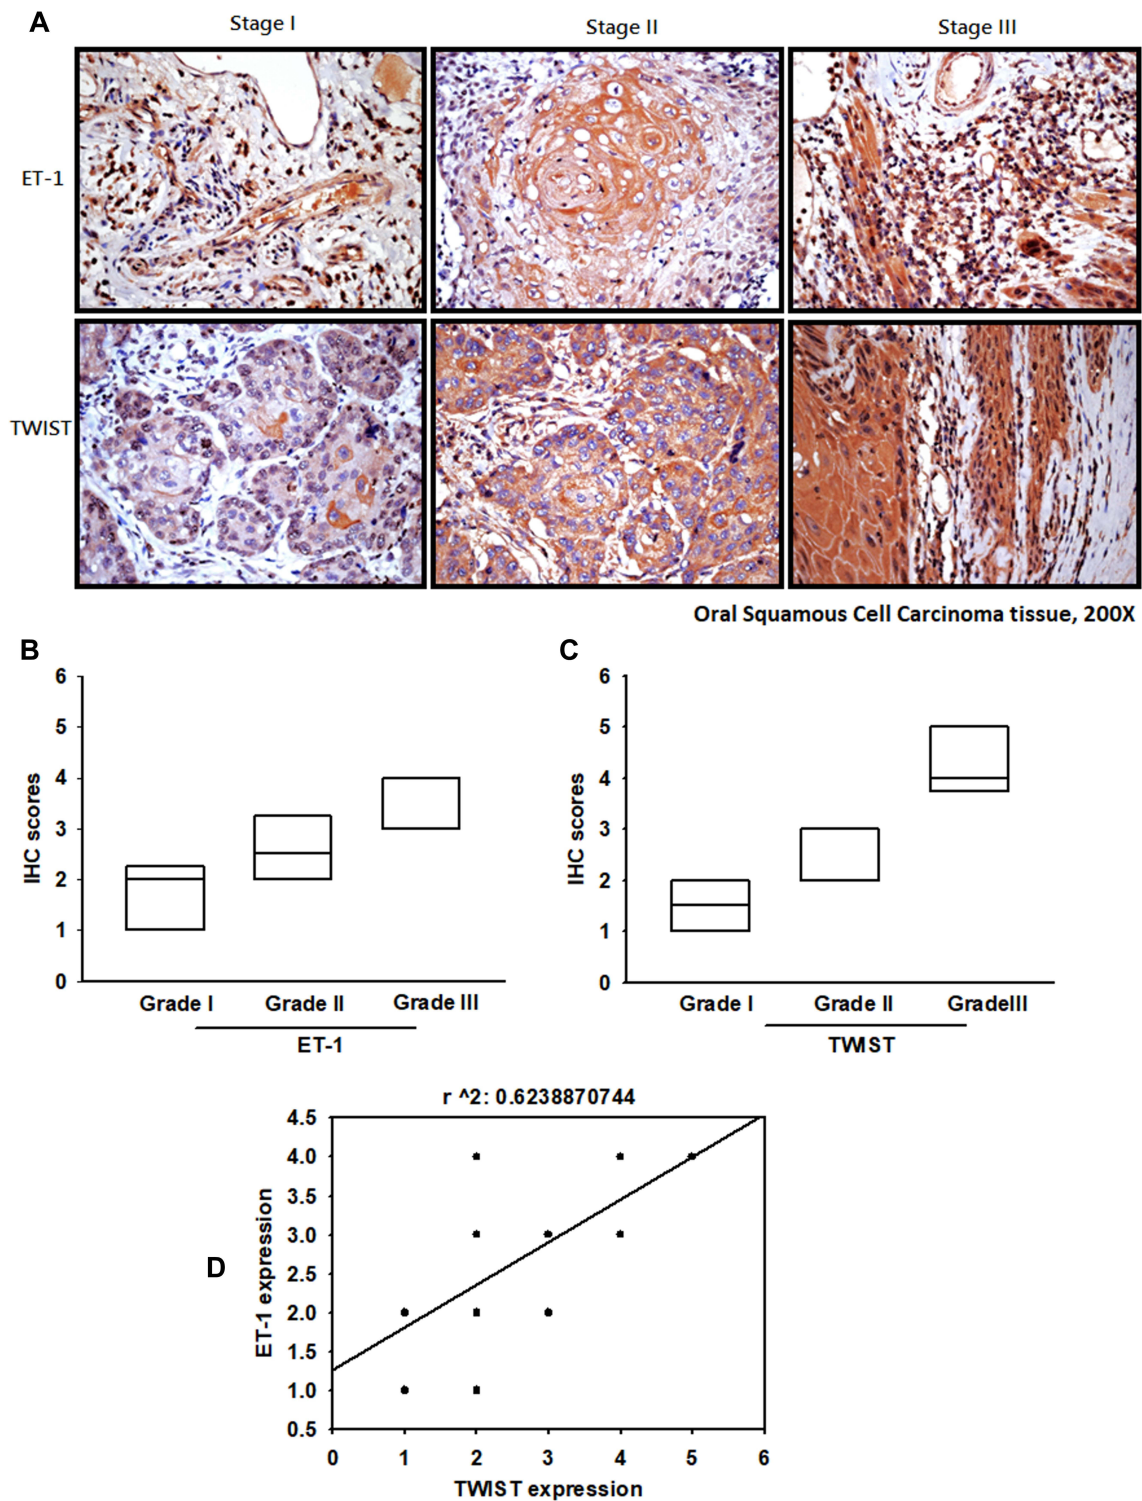 A
Stage I
Stage II
Stage III
ET-1
TWIST
Oral Squamous Cell Carcinoma tissue, 200X
B
6
5
4
3
2
1
0
IHC scores
Grade I
Grade II
Grade III
ET-1
C
6
5
4
3
2
1
0
IHC scores
Grade I
Grade II
GradeIII
TWIST
D
r ^2: 0.6238870744
4.5
4.0
3.5
3.0
2.5
2.0
1.5
1.0
0.5
ET-1 expression
0 1 2 3 4 5 6
TWIST expression